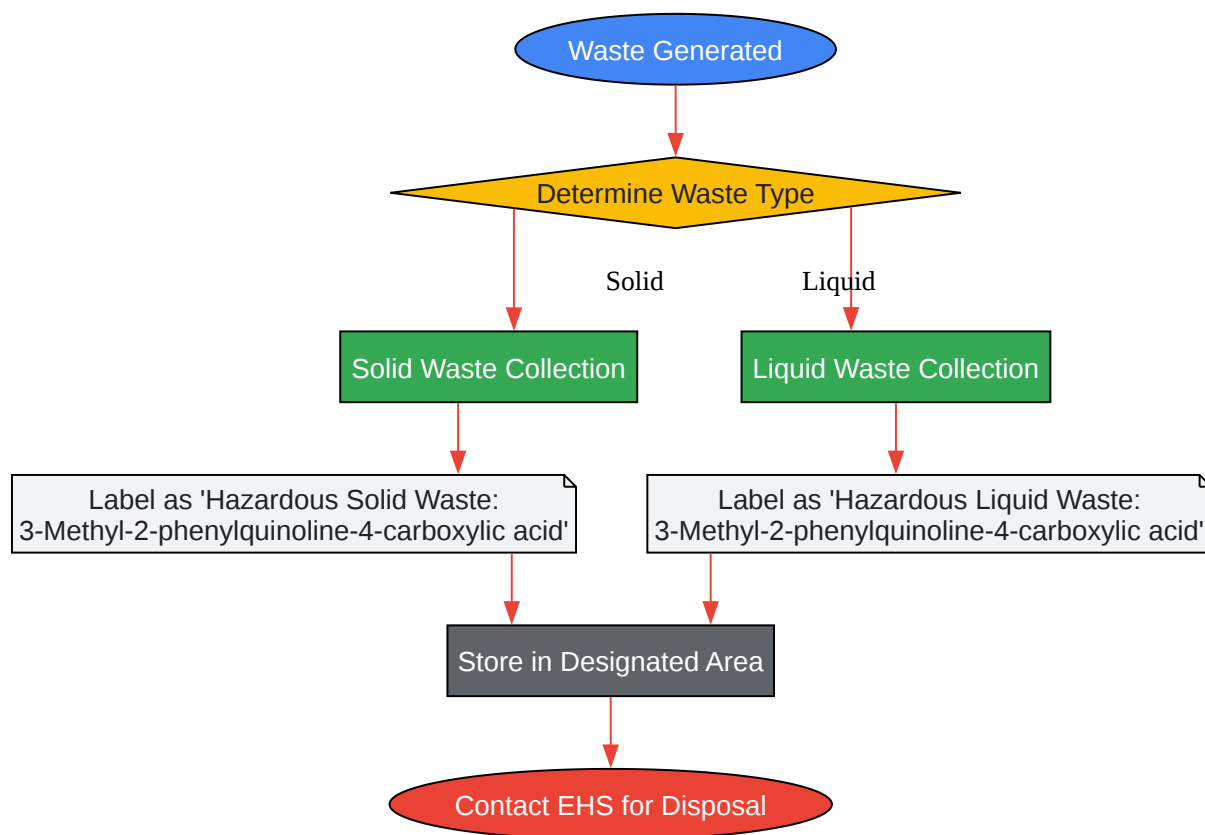 Waste Generated
Determine Waste Type
Solid
Liquid
Solid Waste Collection
Liquid Waste Collection
Label as 'Hazardous Solid Waste:
3-Methyl-2-phenylquinoline-4-carboxylic acid'
Label as 'Hazardous Liquid Waste:
3-Methyl-2-phenylquinoline-4-carboxylic acid'
Store in Designated Area
Contact EHS for Disposal